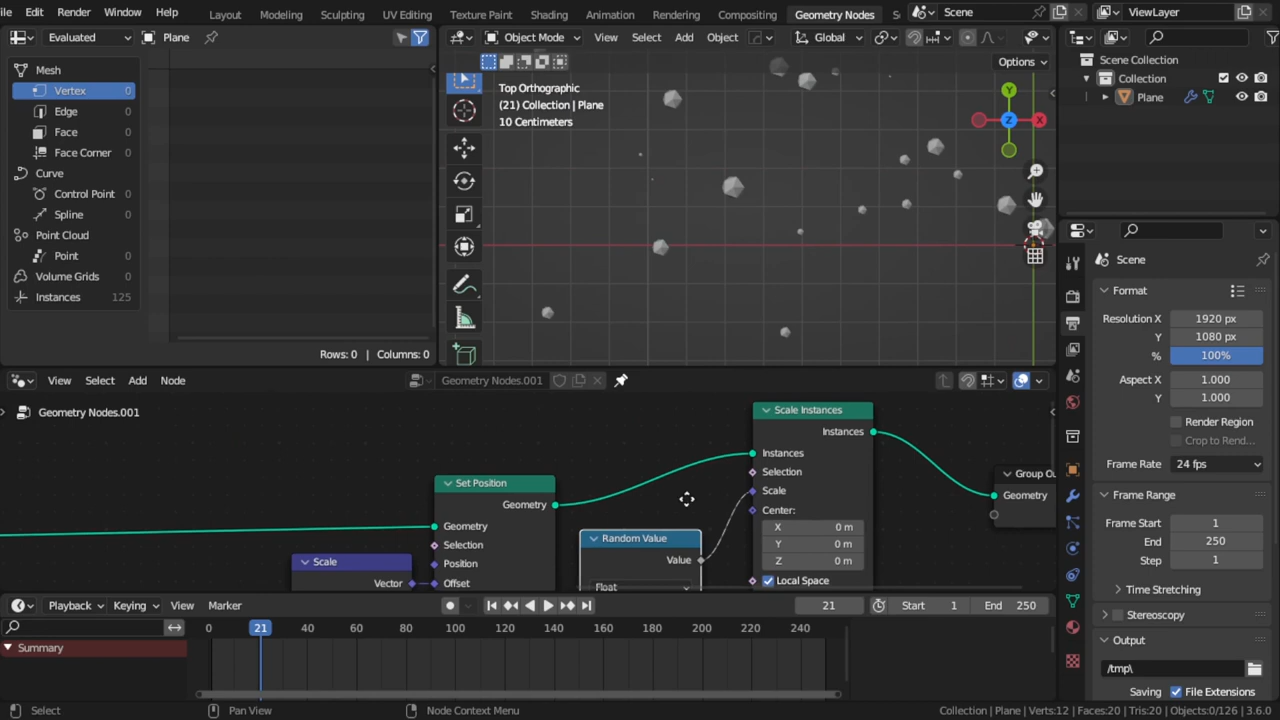 ile Edit Render Window Help Layout Modeling Sculpting UV Editing Texture Paint Shading Animation Rendering Compositing Geometry Nodes S Scene ViewLayer
Evaluated Plane
Object Mode View Select Add Object Global
Options
Mesh
Vertex 0
Edge 0
Face 0
Face Corner 0
Curve
Control Point 0
Spline 0
Point Cloud
Point 0
Volume Grids 0
Instances 125
Rows: 0 | Columns: 0
Top Orthographic
(21) Collection | Plane
10 Centimeters
Y
Z
X
Scene Collection
Collection
Plane
View Select Add Node Geometry Nodes.001
Geometry Nodes.001
Set Position
Geometry
Geometry
Selection
Position
Offset
Scale
Vector
Random Value
Value
Float
Scale Instances
Instances
Instances
Selection
Scale
Center:
X 0 m
Y 0 m
Z 0 m
Local Space
Group Ou
Geometry
Scene
Format
Resolution X 1920 px
Y 1080 px
% 100%
Aspect X 1.000
Y 1.000
Render Region
Crop to Rend...
Frame Rate 24 fps
Frame Range
Frame Start 1
End 250
Step 1
Time Stretching
Stereoscopy
Output
/tmp\
Saving File Extensions
Playback Keying View Marker 21 Start 1 End 250
0 21 40 60 80 100 120 140 160 180 200 220 240
Summary
Select Pan View Node Context Menu Collection | Plane | Verts:12 | Faces:20 | Tris:20 | Objects:0/126 | 3.6.0